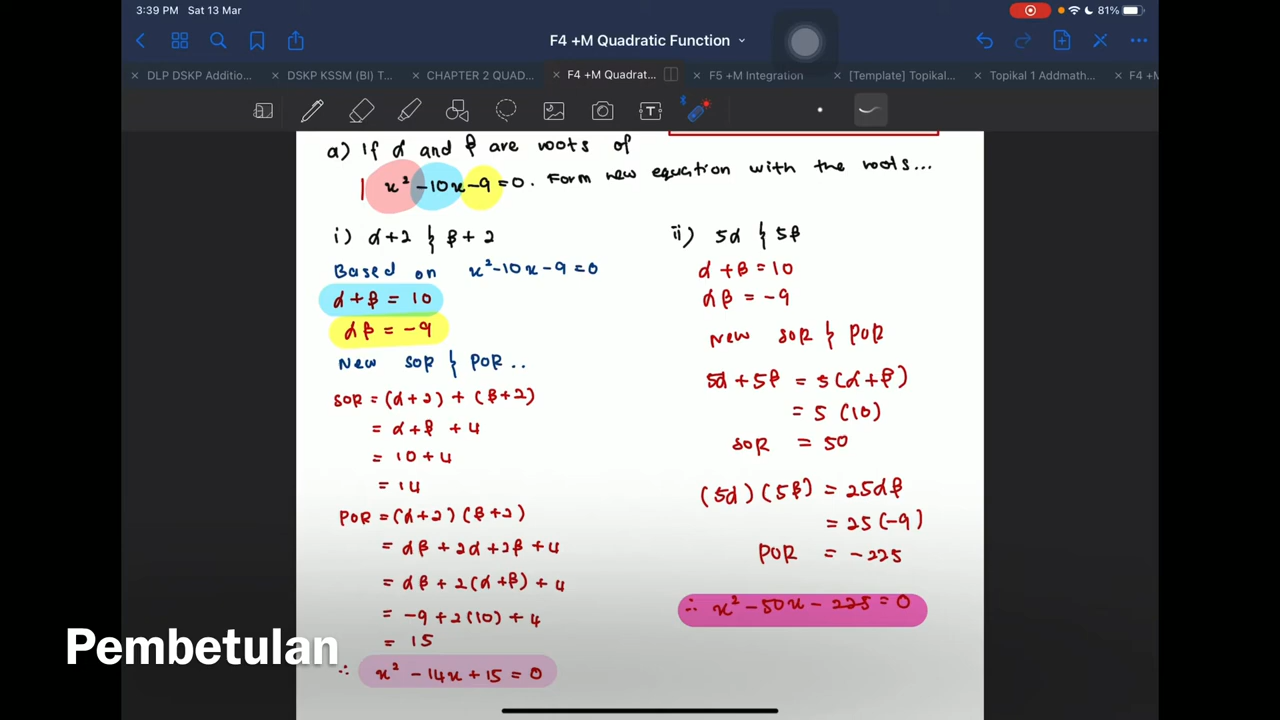 3:39 PM Sat 13 Mar
81%
F4 +M Quadratic Function
DLP DSKP Additio...
DSKP KSSM (BI) T...
CHAPTER 2 QUAD...
F4 +M Quadrat...
F5 +M Integration
[Template] Topikal...
Topikal 1 Addmath...
F4 +M
a) If α and β are roots of
1 x² -10x -9 = 0. Form new equation with the roots...
i) α+2 } β+2
Based on x²-10x-9=0
α+β = 10
αβ = -9
New SOR } POR..
SOR = (α+2) + (β+2)
= α+β +4
= 10+4
= 14
POR = (α+2)(β+2)
= αβ +2α+2β +4
= αβ + 2(α+β) + 4
= -9 +2(10) +4
= 15
∴ x² -14x +15 = 0
ii) 5α } 5β
α+β = 10
αβ = -9
New SOR } POR
5α + 5β = 5(α+β)
= 5 (10)
SOR = 50
(5α)(5β) = 25αβ
= 25(-9)
POR = -225
∴ x² -50x - 225 = 0
Pembetulan